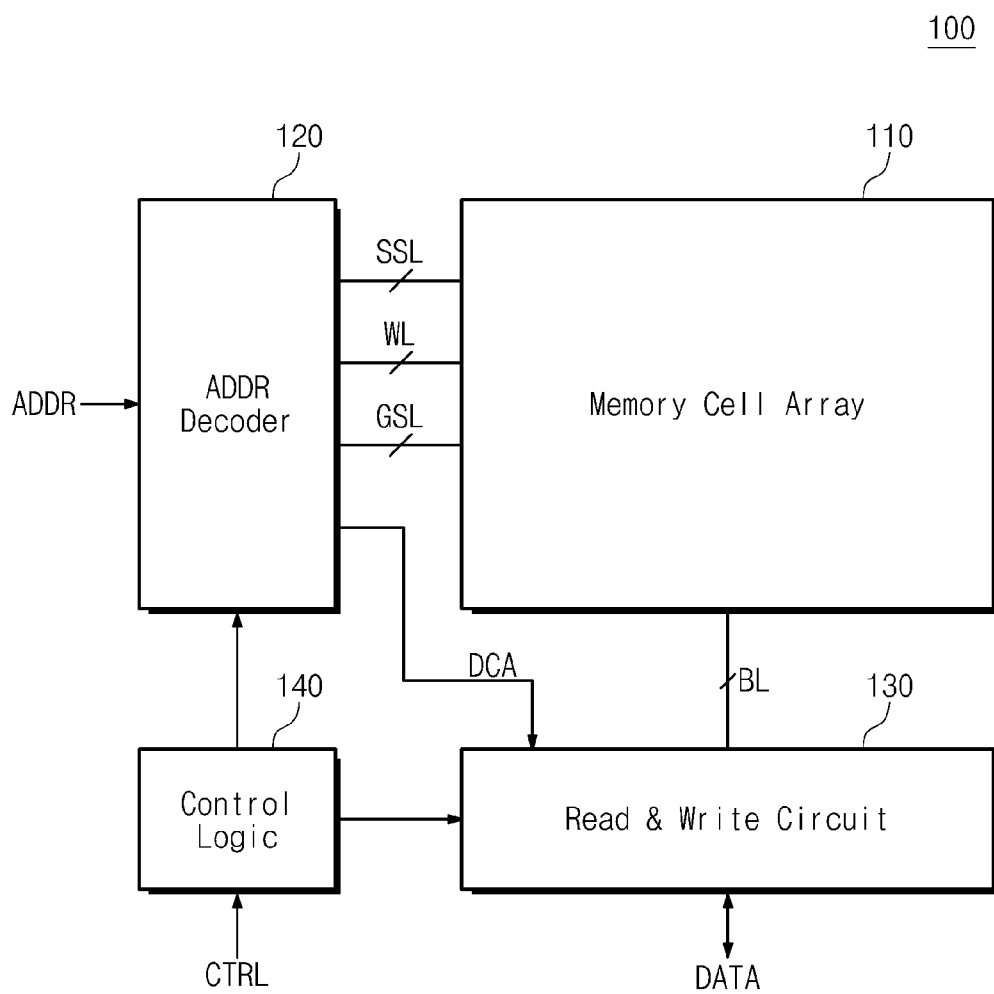 100
120
110
SSL
WL
ADDR
ADDR
Decoder
GSL
Memory Cell Array
DCA
BL
140
130
Control
Logic
Read & Write Circuit
CTRL
DATA